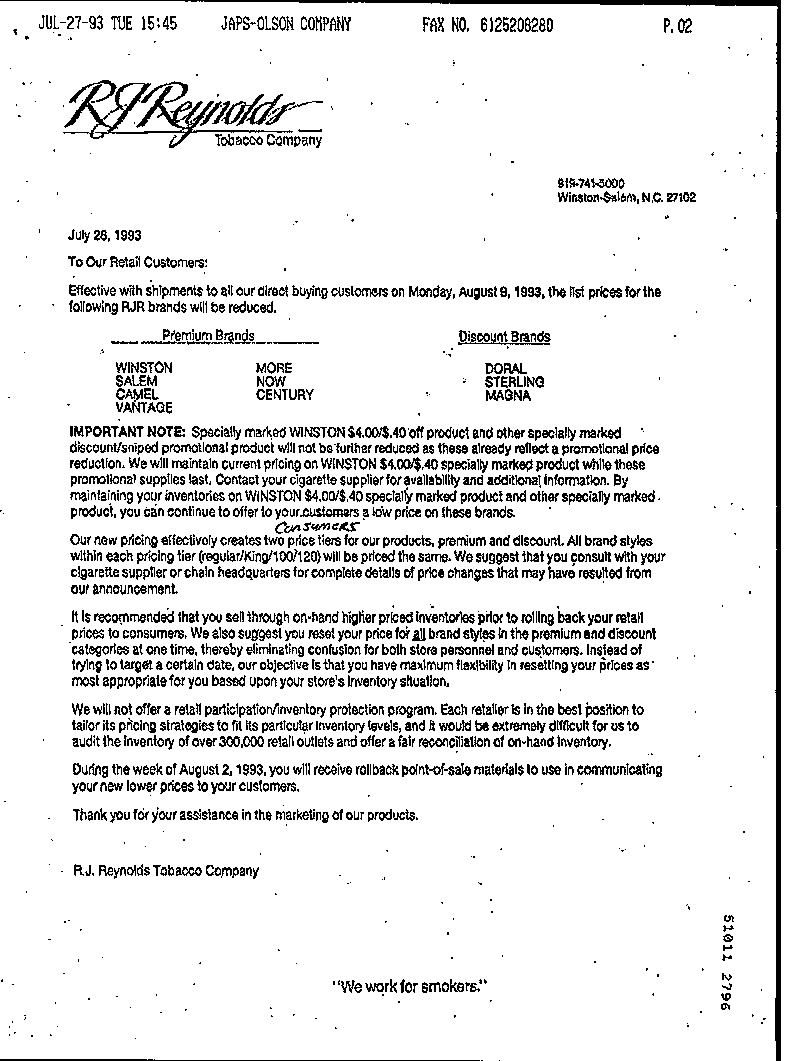 JUL-27-93 TUE 15:45 JAPS-OLSON COMPANY FAX NO. 6125208280 P. 02
RJReynolds
Tobacco Company
919-741-5000
Winston-Salem, N.C. 27102
July 26, 1993
To Our Retail Customers:
Effective with shipments to all our direct buying customers on Monday, August 9, 1993, the list prices for the
following RJR brands will be reduced.
Premium Brands Discount Brands
WINSTON MORE DORAL
SALEM NOW STERLING
CAMEL CENTURY MAGNA
VANTAGE
IMPORTANT NOTE: Specially marked WINSTON $4.00/$.40 off product and other specially marked
discount/sniped promotional product will not be further reduced as these already reflect a promotional price
reduction. We will maintain current pricing on WINSTON $4.00/$.40 specially marked product while these
promotional supplies last. Contact your cigarette supplier for availability and additional information. By
maintaining your inventories on WINSTON $4.00/$.40 specially marked product and other specially marked
product, you can continue to offer to your customers a low price on these brands.
Consumers
Our new pricing effectively creates two price tiers for our products, premium and discount. All brand styles
within each pricing tier (regular/King/100/120) will be priced the same. We suggest that you consult with your
cigarette supplier or chain headquarters for complete details of price changes that may have resulted from
our announcement.
It is recommended that you sell through on-hand higher priced inventories prior to rolling back your retail
prices to consumers. We also suggest you reset your price for all brand styles in the premium and discount
categories at one time, thereby eliminating confusion for both store personnel and customers. Instead of
trying to target a certain date, our objective is that you have maximum flexibility in resetting your prices as
most appropriate for you based upon your store's inventory situation.
We will not offer a retail participation/inventory protection program. Each retailer is in the best position to
tailor its pricing strategies to fit its particular inventory levels, and it would be extremely difficult for us to
audit the inventory of over 300,000 retail outlets and offer a fair reconciliation of on-hand inventory.
During the week of August 2, 1993, you will receive rollback point-of-sale materials to use in communicating
your new lower prices to your customers.
Thank you for your assistance in the marketing of our products.
R.J. Reynolds Tobacco Company
"We work for smokers."
51011 2796